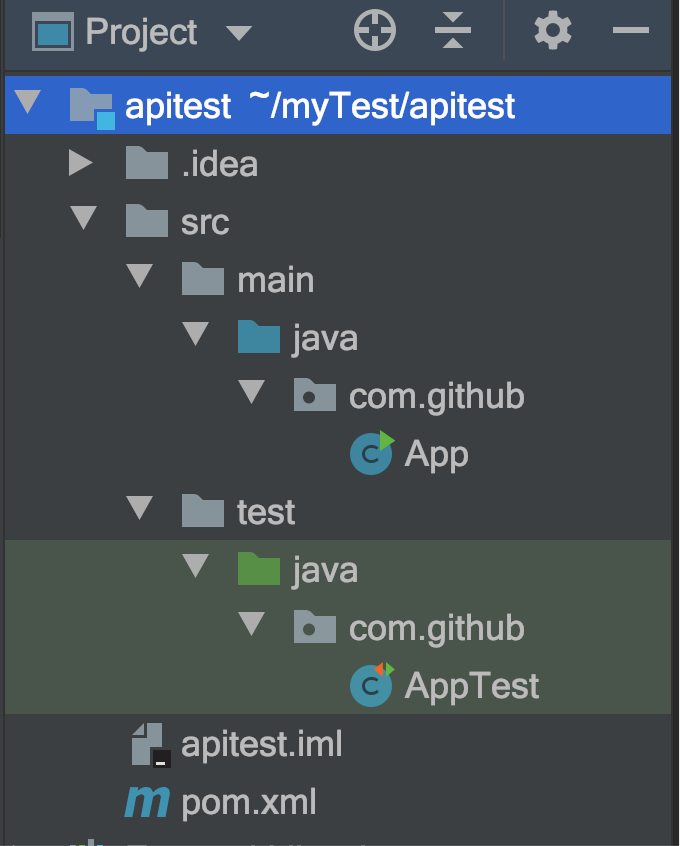 Project
apitest ~/myTest/apitest
.idea
src
main
java
com.github
App
test
java
com.github
AppTest
apitest.iml
pom.xml